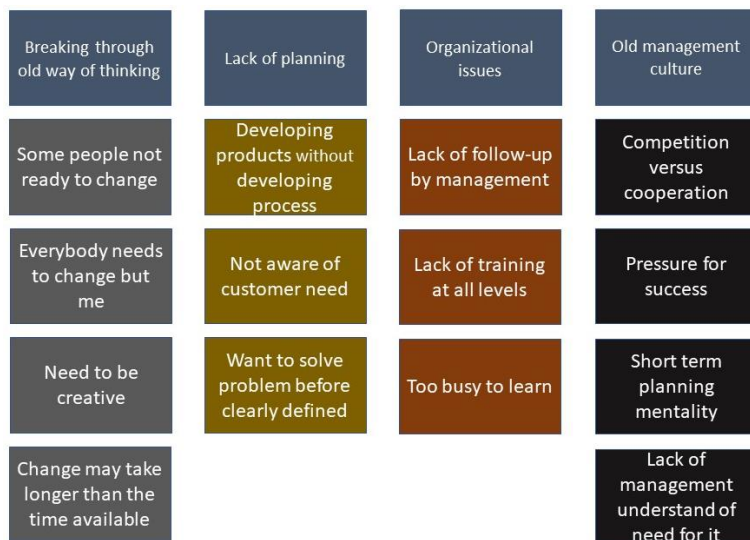 Breaking through
old way of thinking
Some people not
ready to change
Everybody needs
to change but
me
Need to be
creative
Change may take
longer than the
time available
Lack of planning
Developing
products without
developing
process
Not aware of
customer need
Want to solve
problem before
clearly defined
Organizational
issues
Lack of follow-up
by management
Lack of training
at all levels
Too busy to learn
Old management
culture
Competition
versus
cooperation
Pressure for
success
Short term
planning
mentality
Lack of
management
understand of
need for it